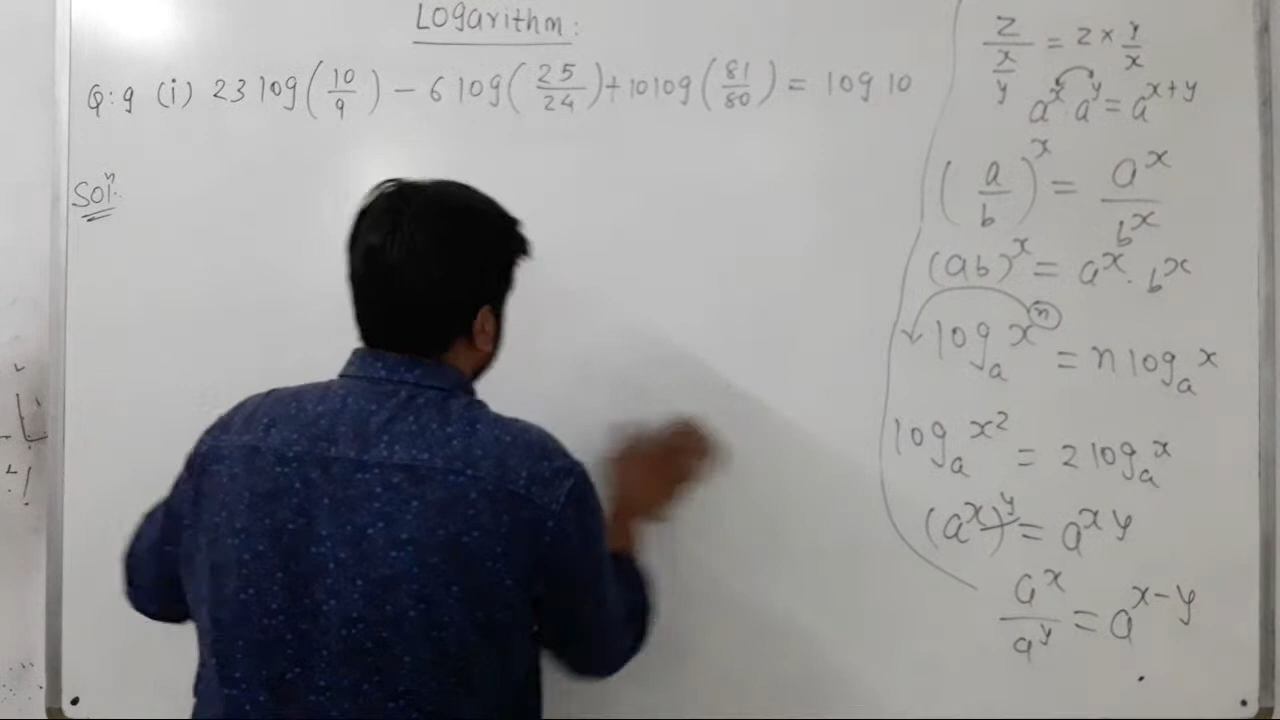 Logarithm:
Q:9 (i) 23 log(10/9) - 6 log(25/24) + 10 log(81/80) = log 10
Solⁿ.
z/(x/y) = z × y/x
a^x . a^y = a^(x+y)
(a/b)^x = a^x/b^x
(ab)^x = a^x . b^x
log_a x^n = n log_a x
log_a x^2 = 2 log_a x
(a^x)^y = a^xy
a^x/a^y = a^(x-y)